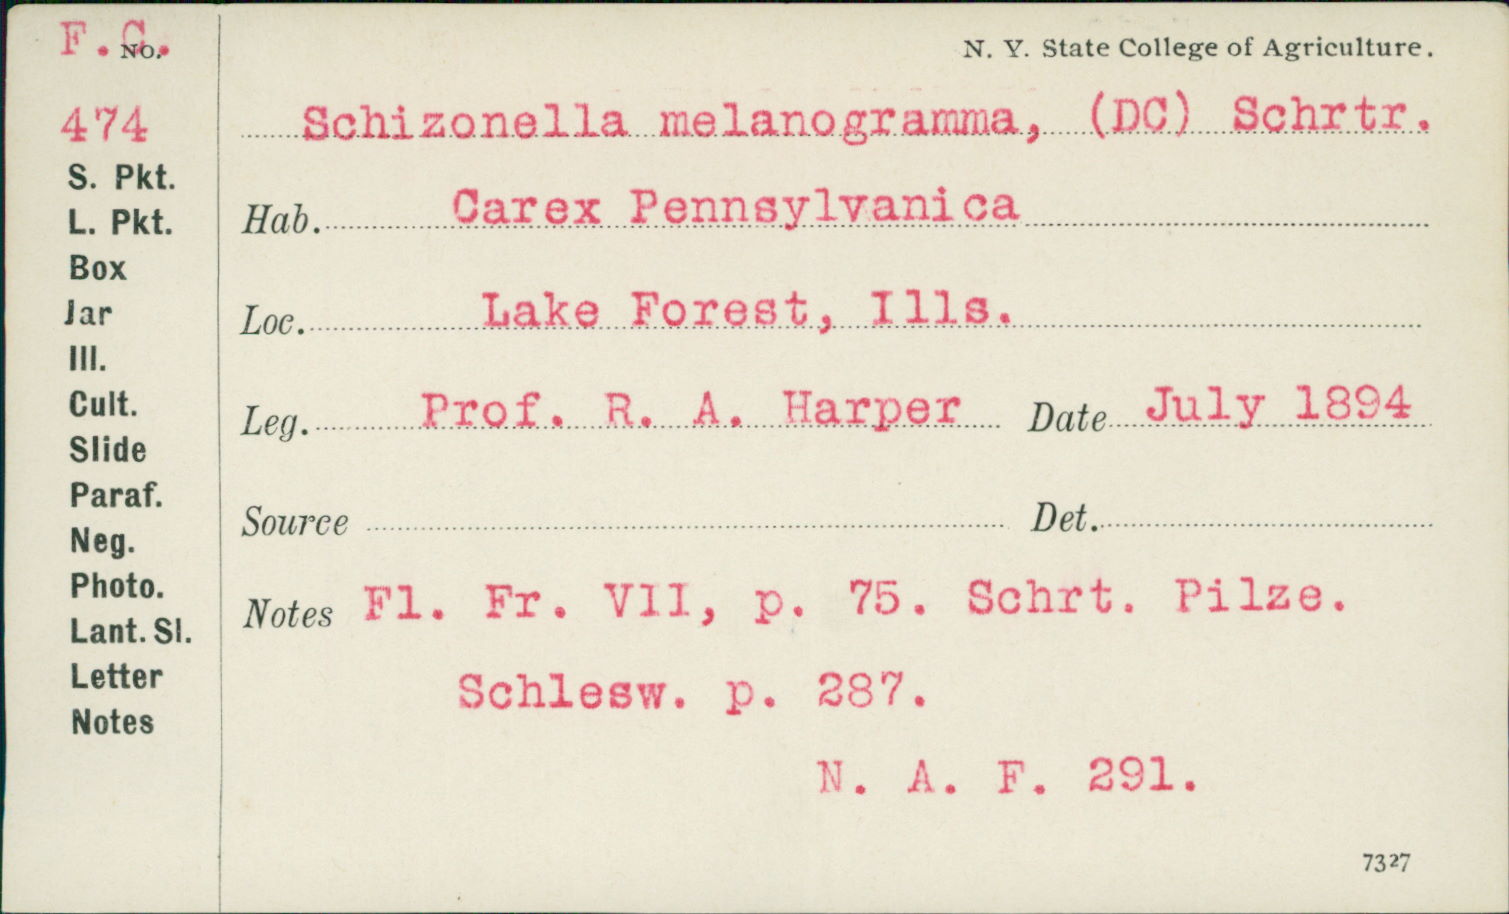 F. C.
NO.
N. Y. State College of Agriculture.
474
Schizonella melanogramma, (DC) Schrtr.
S. Pkt.
L. Pkt.
Hab. Carex Pennsylvanica
Box
Jar
Loc. Lake Forest, Ills.
Ill.
Cult.
Leg. Prof. R. A. Harper Date July 1894
Slide
Paraf.
Source Det.
Neg.
Photo.
Notes Fl. Fr. VII, p. 75. Schrt. Pilze.
Lant. Sl.
Letter
Schlesw. p. 287.
Notes
N. A. F. 291.
7327